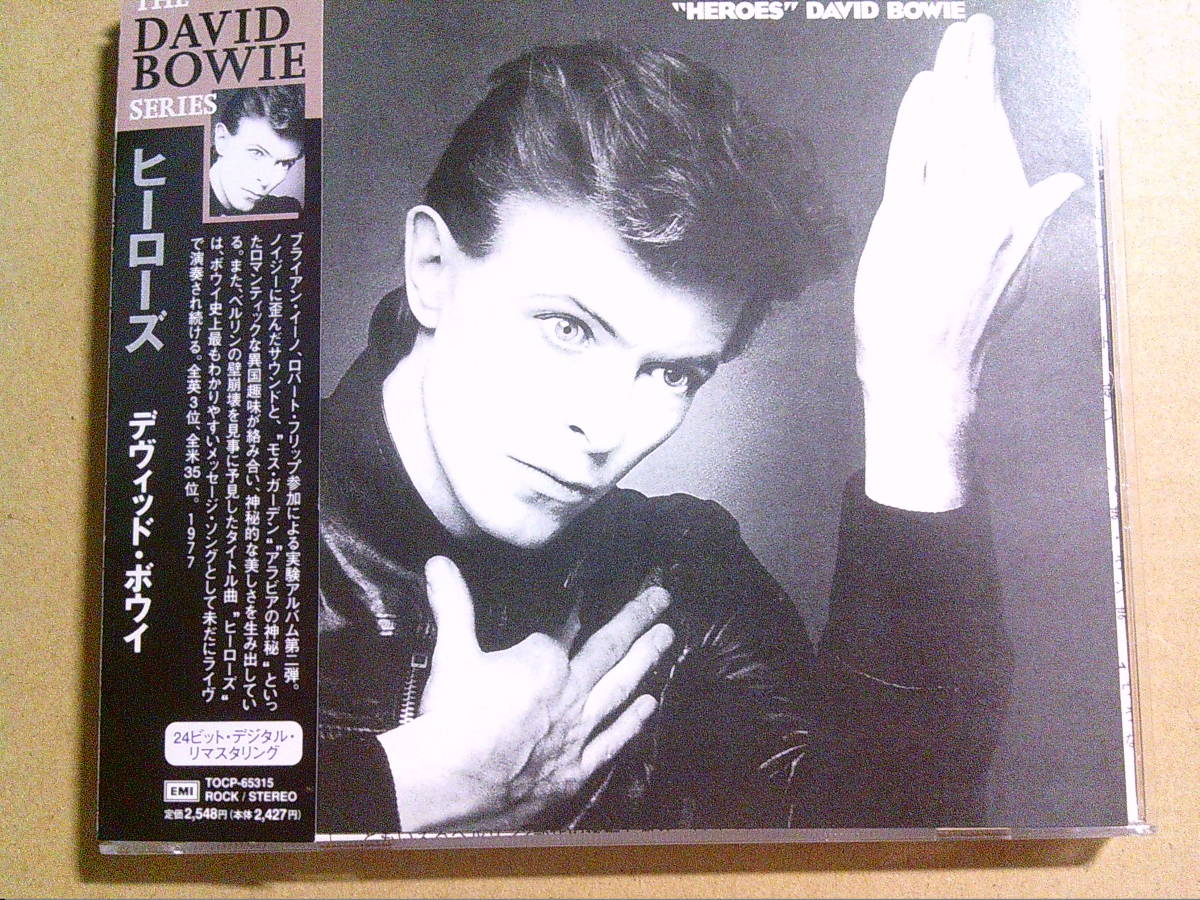 THE
DAVID
BOWIE
SERIES
"HEROES" DAVID BOWIE
ヒーローズ デヴィッド・ボウイ
ブライアン・イーノ、ロバート・フリップ参加による実験アルバム第二弾。
ノイジーに歪んだサウンドと、"モス・ガーデン" "アラビアの神秘"といっ
たロマンティックな異国趣味が絡み合い、神秘的な美しさを生み出してい
る。また、ベルリンの壁崩壊を見事に予見したタイトル曲"ヒーローズ"
は、ボウイ史上最もわかりやすいメッセージ・ソングとして未だにライヴ
で演奏され続ける。全英3位、全米35位。1977
24ビット・デジタル・
リマスタリング
EMI
TOCP-65315
ROCK / STEREO
定価2,548円(本体2,427円)